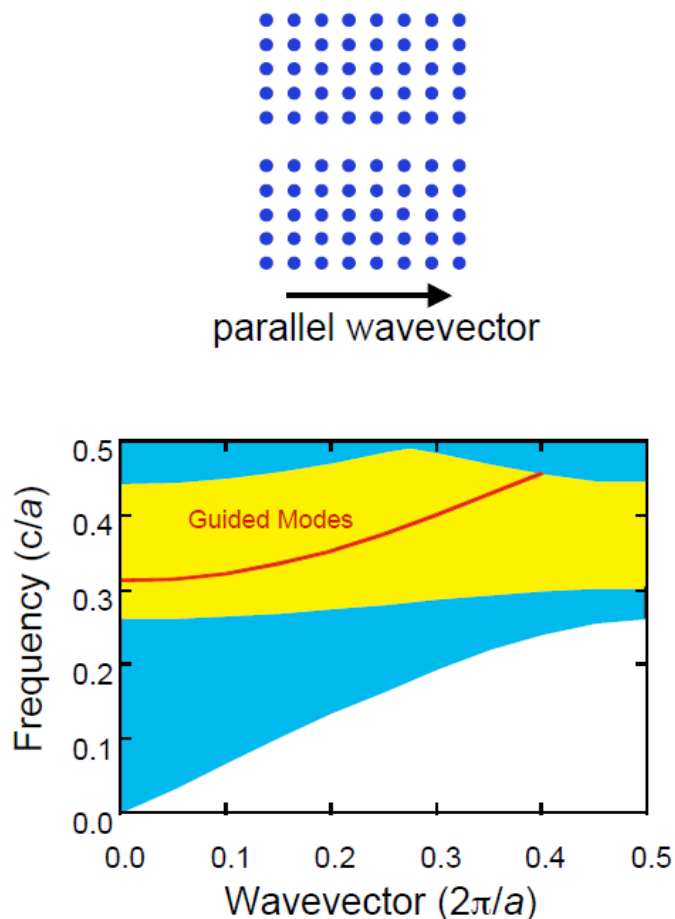 parallel wavevector
0.5
0.4
0.3
0.2
0.1
0.0
Frequency (c/a)
Guided Modes
0.0 0.1 0.2 0.3 0.4 0.5
Wavevector (2π/a)